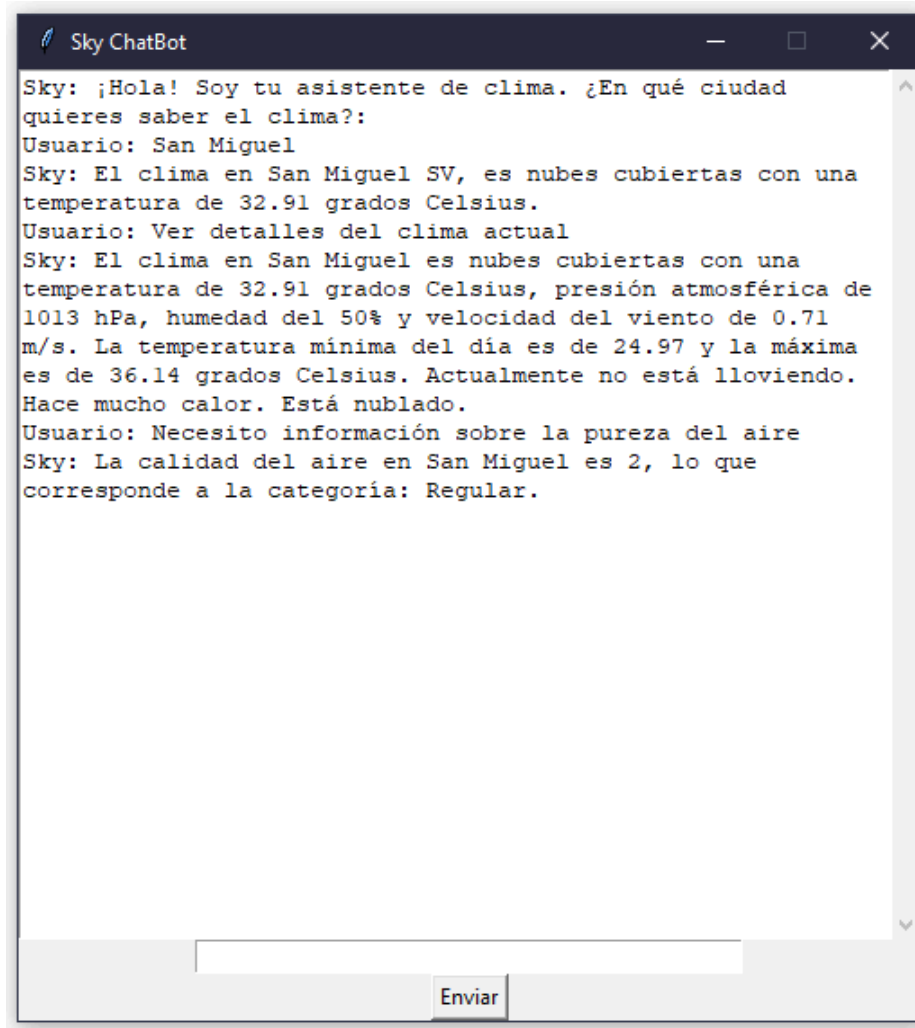 Sky ChatBot
Sky: ¡Hola! Soy tu asistente de clima. ¿En qué ciudad
quieres saber el clima?:
Usuario: San Miguel
Sky: El clima en San Miguel SV, es nubes cubiertas con una
temperatura de 32.91 grados Celsius.
Usuario: Ver detalles del clima actual
Sky: El clima en San Miguel es nubes cubiertas con una
temperatura de 32.91 grados Celsius, presión atmosférica de
1013 hPa, humedad del 50% y velocidad del viento de 0.71
m/s. La temperatura mínima del día es de 24.97 y la máxima
es de 36.14 grados Celsius. Actualmente no está lloviendo.
Hace mucho calor. Está nublado.
Usuario: Necesito información sobre la pureza del aire
Sky: La calidad del aire en San Miguel es 2, lo que
corresponde a la categoría: Regular.
Enviar